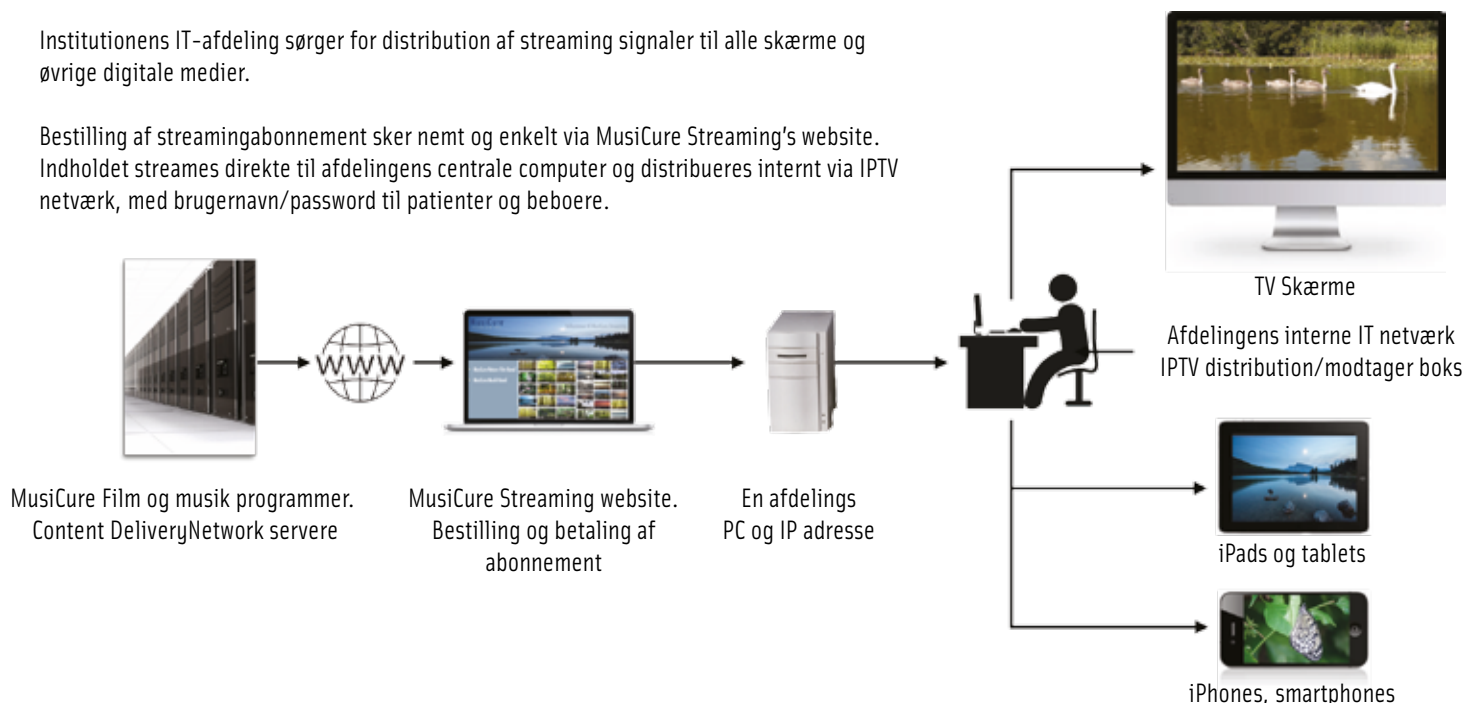 Institutionens IT-afdeling sørger for distribution af streaming signaler til alle skærme og
øvrige digitale medier.
Bestilling af streamingabonnement sker nemt og enkelt via MusiCure Streaming's website.
Indholdet streames direkte til afdelingens centrale computer og distribueres internt via IPTV
netværk, med brugernavn/password til patienter og beboere.
TV Skærme
Afdelingens interne IT netværk
IPTV distribution/modtager boks
WWW
MusiCure
MusiCure Film og musik programmer.
Content DeliveryNetwork servere
MusiCure Streaming website.
Bestilling og betaling af
abonnement
En afdelings
PC og IP adresse
iPads og tablets
iPhones, smartphones